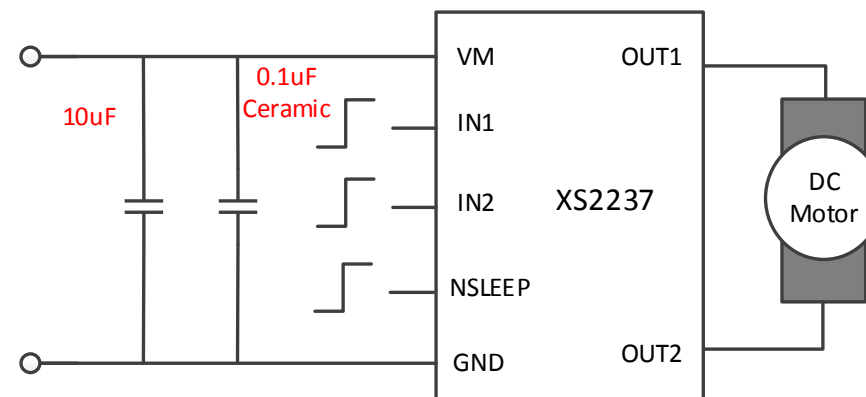 VM
OUT1
0.1uF
Ceramic
10uF
IN1
IN2
XS2237
DC
Motor
NSLEEP
GND
OUT2